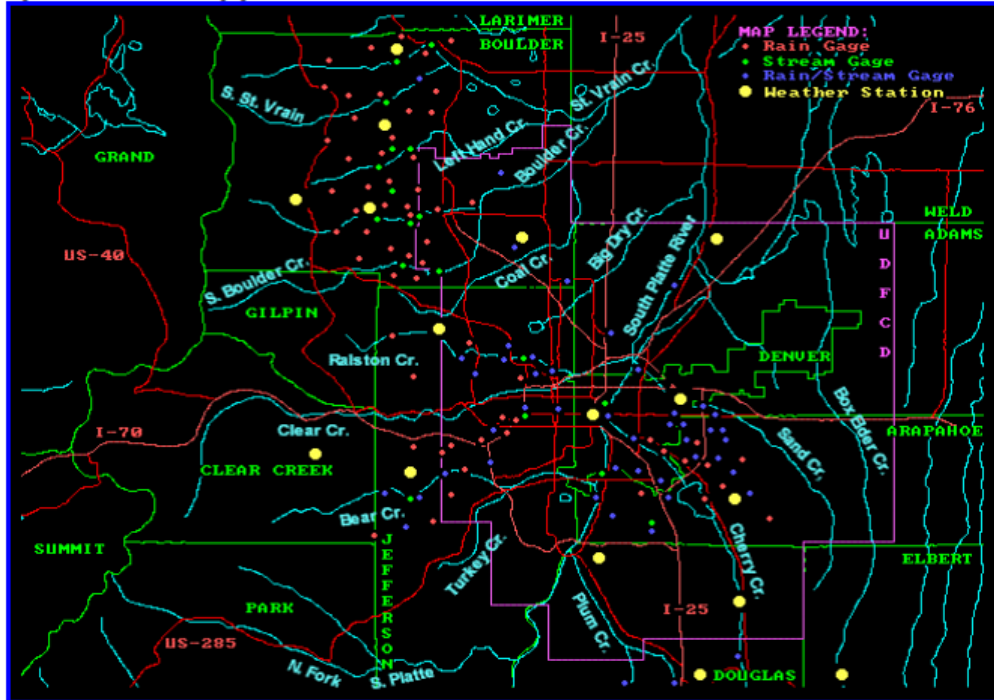 LARIMER
BOULDER
I-25
MAP LEGEND:
Rain Gage
Stream Gage
Rain/Stream Gage
Weather Station
I-76
S. St. Vrain
St. Vrain Cr.
GRAND
Left Hand Cr.
Boulder Cr.
WELD
ADAMS
US-40
Big Dry Cr.
UDFCD
S. Boulder Cr.
Coal Cr.
South Platte River
GILPIN
Ralston Cr.
DENVER
I-70
Clear Cr.
Box Elder Cr.
ARAPAHOE
CLEAR CREEK
Sand Cr,
Bear Cr.
SUMMIT
JEFFERSON
Turkey Cr.
Cherry Cr.
ELBERT
PARK
Plum Cr.
I-25
US-285
N. Fork
S. Platte
DOUGLAS